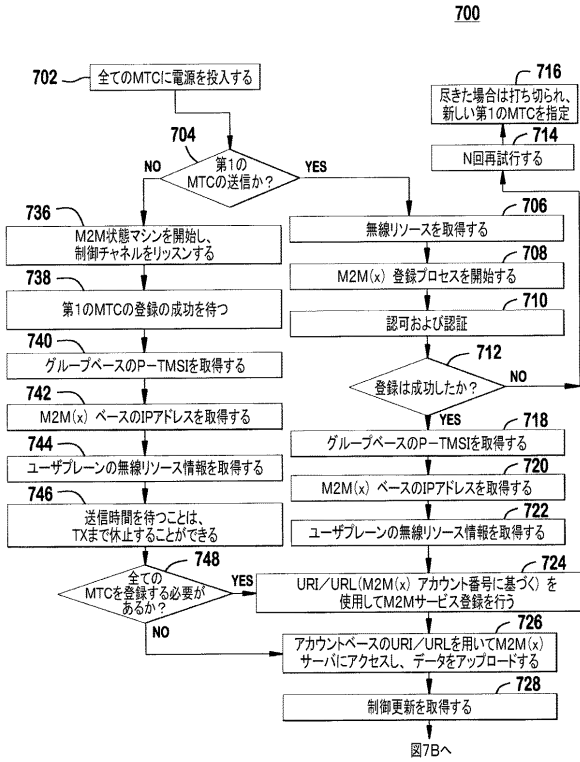 700
702
全てのMTCに電源を投入する
704
第1の
MTCの送信か?
NO
YES
716
尽きた場合は打ち切られ、
新しい第1のMTCを指定
714
N回再試行する
736
M2M状態マシンを開始し、
制御チャネルをリッスンする
738
第1のMTCの登録の成功を待つ
740
グループベースのP-TMSIを取得する
742
M2M(x) ベースのIPアドレスを取得する
744
ユーザプレーンの無線リソース情報を取得する
746
送信時間を待つことは、
TXまで休止することができる
748
全ての
MTCを登録する必要が
あるか?
YES
NO
706
無線リソースを取得する
708
M2M(x) 登録プロセスを開始する
710
認可および認証
712
登録は成功したか?
NO
YES
718
グループベースのP-TMSIを取得する
720
M2M(x) ベースのIPアドレスを取得する
722
ユーザプレーンの無線リソース情報を取得する
724
URI/URL(M2M(x) アカウント番号に基づく) を
使用してM2Mサービス登録を行う
726
アカウントベースのURI/URLを用いてM2M(x)
サーバにアクセスし、データをアップロードする
728
制御更新を取得する
図7Bへ